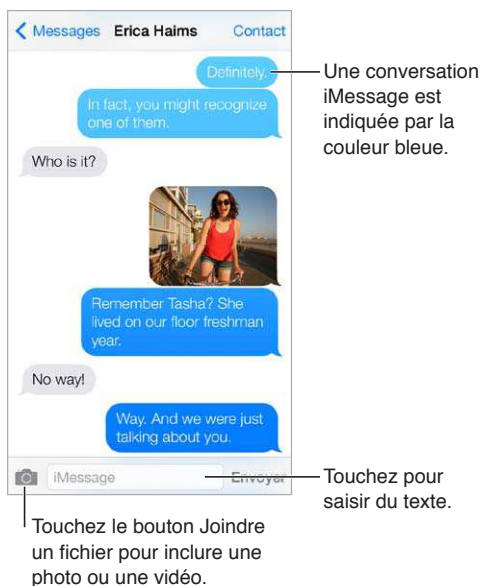 Messages Erica Haims Contact
Definitely.
In fact, you might recognize
one of them.
Who is it?
Remember Tasha? She
lived on our floor freshman
year.
No way!
Way. And we were just
talking about you.
iMessage Envoyer
Une conversation
iMessage est
indiquée par la
couleur bleue.
Touchez pour
saisir du texte.
Touchez le bouton Joindre
un fichier pour inclure une
photo ou une vidéo.